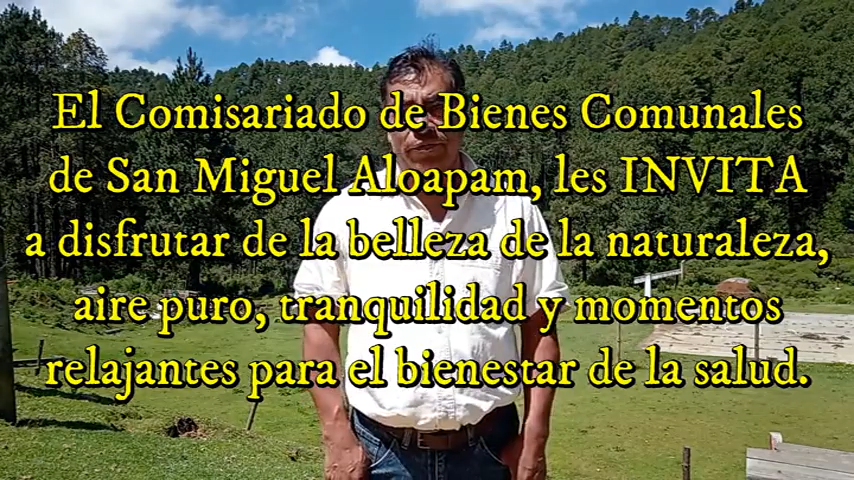 El Comisariado de Bienes Comunales
de San Miguel Aloapam, les INVITA
a disfrutar de la belleza de la naturaleza,
aire puro, tranquilidad y momentos
relajantes para el bienestar de la salud.